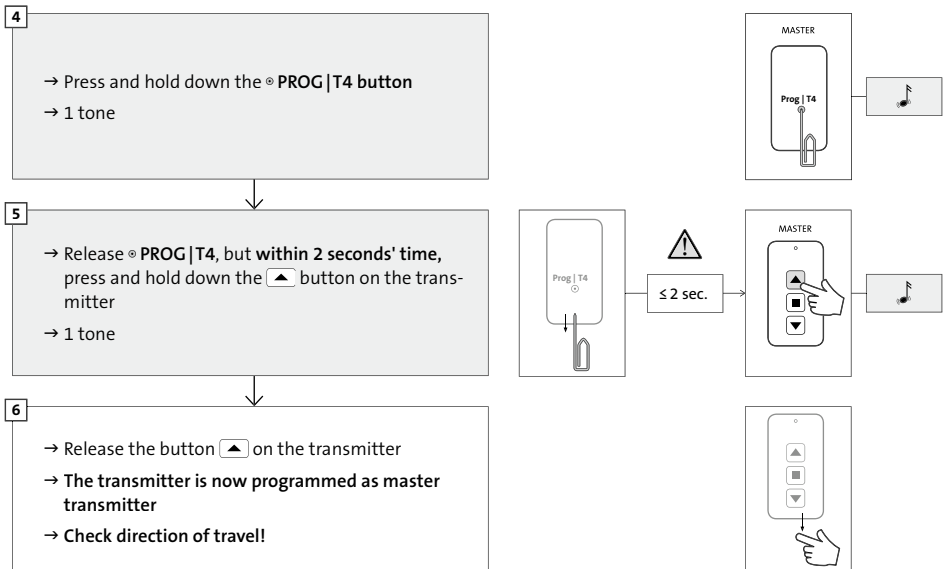 4
→ Press and hold down the ⊙ PROG|T4 button
→ 1 tone
MASTER
Prog | T4
5
→ Release ⊙ PROG|T4, but within 2 seconds' time,
press and hold down the ▲ button on the trans-
mitter
→ 1 tone
Prog | T4
≤ 2 sec.
MASTER
6
→ Release the button ▲ on the transmitter
→ The transmitter is now programmed as master
transmitter
→ Check direction of travel!